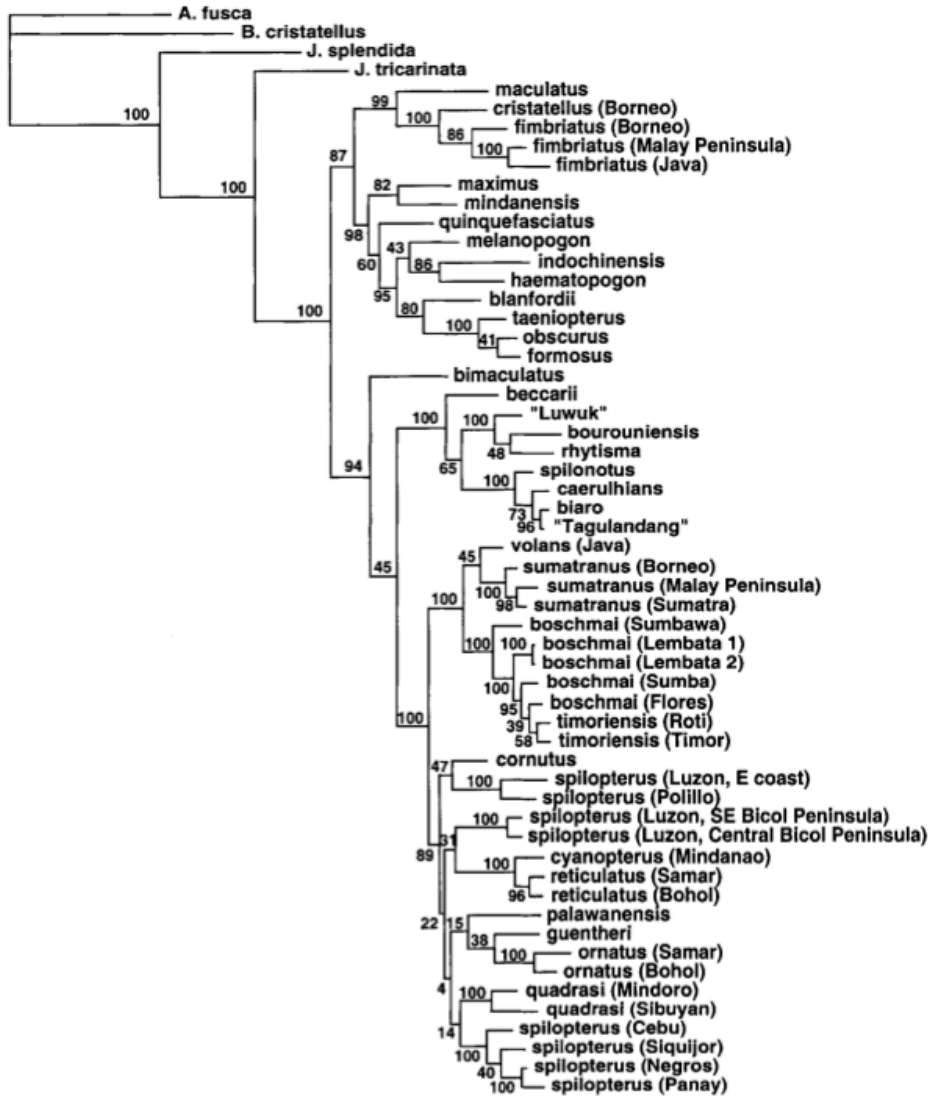 A. fusca
B. cristatellus
J. splendida
100
J. tricarinata
100
maculatus
99
cristatellus (Borneo)
100
fimbriatus (Borneo)
86
fimbriatus (Malay Peninsula)
100
fimbriatus (Java)
87
maximus
82
mindanensis
98
quinquefasciatus
melanopogon
43
60
indochinensis
86
haematopogon
95
blanfordii
80
taeniopterus
100
obscurus
41
formosus
100
bimaculatus
beccarii
100
"Luwuk"
100
bourouniensis
48
rhytisma
94
65
spilonotus
100
caerulhians
73
biaro
96
"Tagulandang"
45
volans (Java)
45
sumatranus (Borneo)
100
sumatranus (Malay Peninsula)
98
sumatranus (Sumatra)
100
boschmai (Sumbawa)
100
boschmai (Lembata 1)
100
boschmai (Lembata 2)
100
boschmai (Sumba)
95
boschmai (Flores)
39
timoriensis (Roti)
58
timoriensis (Timor)
100
cornutus
47
spilopterus (Luzon, E coast)
100
spilopterus (Polillo)
spilopterus (Luzon, SE Bicol Peninsula)
100
spilopterus (Luzon, Central Bicol Peninsula)
89
31
cyanopterus (Mindanao)
100
reticulatus (Samar)
96
reticulatus (Bohol)
palawanensis
22
15
guentheri
38
ornatus (Samar)
100
ornatus (Bohol)
4
quadrasi (Mindoro)
100
quadrasi (Sibuyan)
14
spilopterus (Cebu)
100
spilopterus (Siquijor)
40
spilopterus (Negros)
100
spilopterus (Panay)